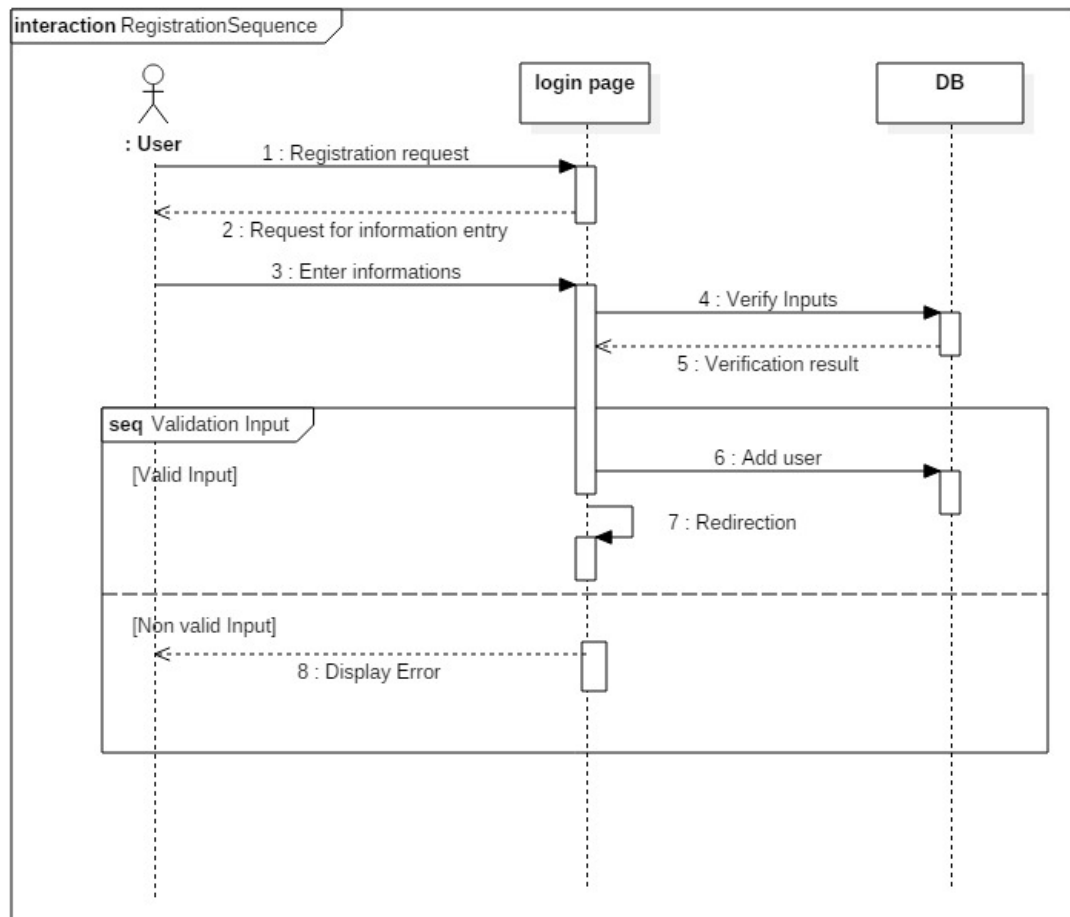 interaction RegistrationSequence
: User
login page
DB
1 : Registration request
2 : Request for information entry
3 : Enter informations
4 : Verify Inputs
5 : Verification result
seq Validation Input
[Valid Input]
6 : Add user
7 : Redirection
[Non valid Input]
8 : Display Error